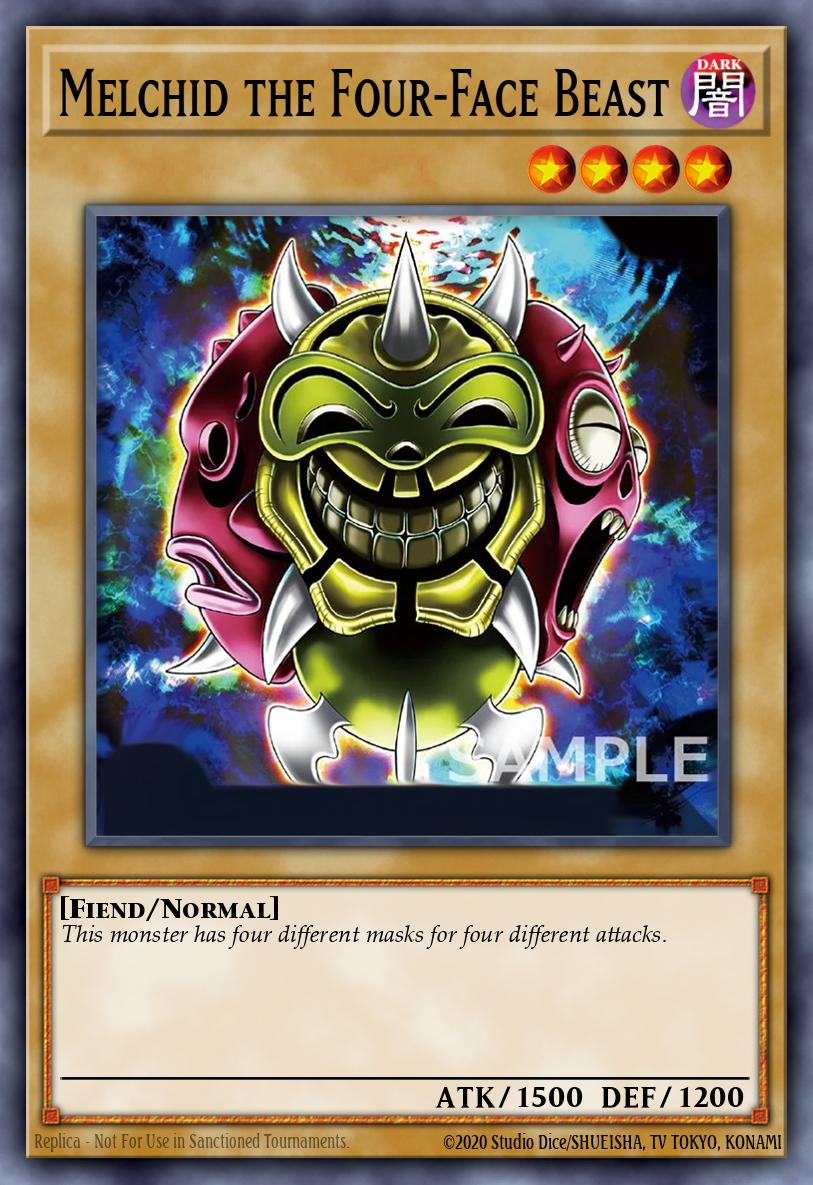 Melchid the Four-Face Beast
DARK
闇
SAMPLE
[Fiend/Normal]
This monster has four different masks for four different attacks.
ATK/1500 DEF/1200
Replica - Not For Use in Sanctioned Tournaments.
©2020 Studio Dice/SHUEISHA, TV TOKYO, KONAMI